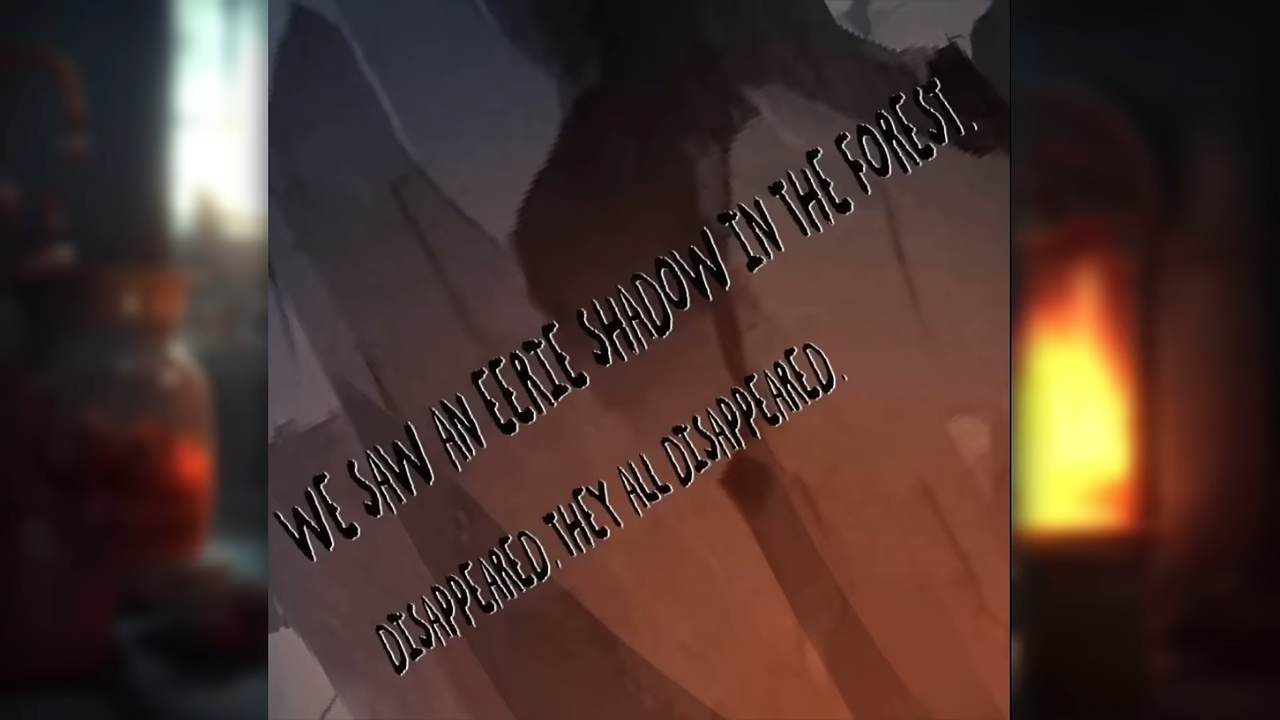 WE SAW AN EERIE SHADOW IN THE FOREST.
DISAPPEARED. THEY ALL DISAPPEARED.